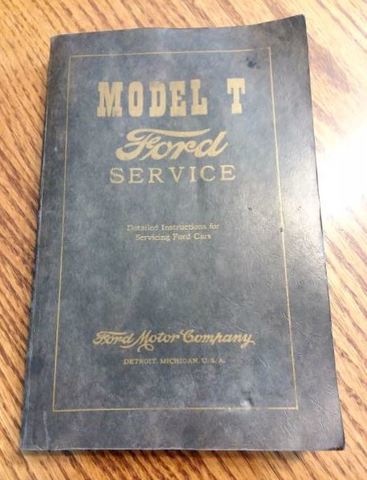 MODEL T
Ford
SERVICE
Detailed Instructions for
Servicing Ford Cars
Ford Motor Company
DETROIT, MICHIGAN, U. S. A.